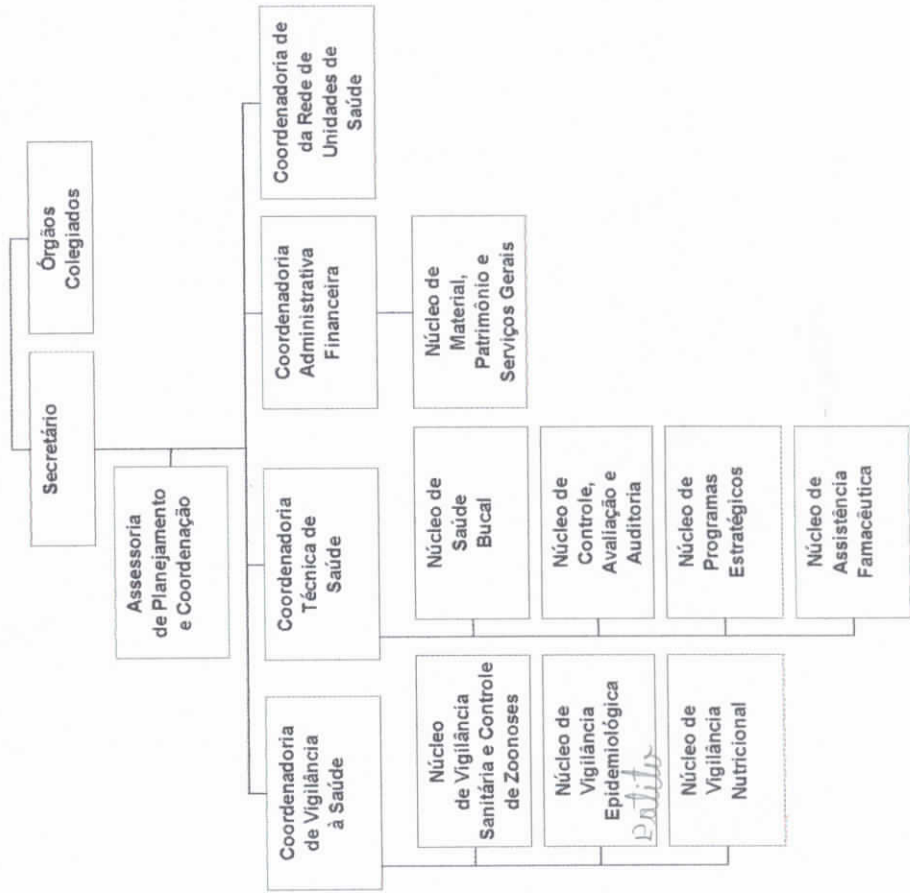 Secretário
Órgãos
Colegiados
Assessoria
de Planejamento
e Coordenação
Coordenadoria
de Vigilância
à Saúde
Coordenadoria
Técnica de
Saúde
Coordenadoria
Administrativa
Financeira
Coordenadoria de
da Rede de
Unidades de
Saúde
Núcleo
de Vigilância
Sanitária e Controle
de Zoonoses
Núcleo de
Vigilância
Epidemiológica
Núcleo de
Vigilância
Nutricional
Núcleo de
Saúde
Bucal
Núcleo de
Controle,
Avaliação e
Auditoria
Núcleo de
Programas
Estratégicos
Núcleo de
Assistência
Famacêutica
Núcleo de
Material,
Patrimônio e
Serviços Gerais